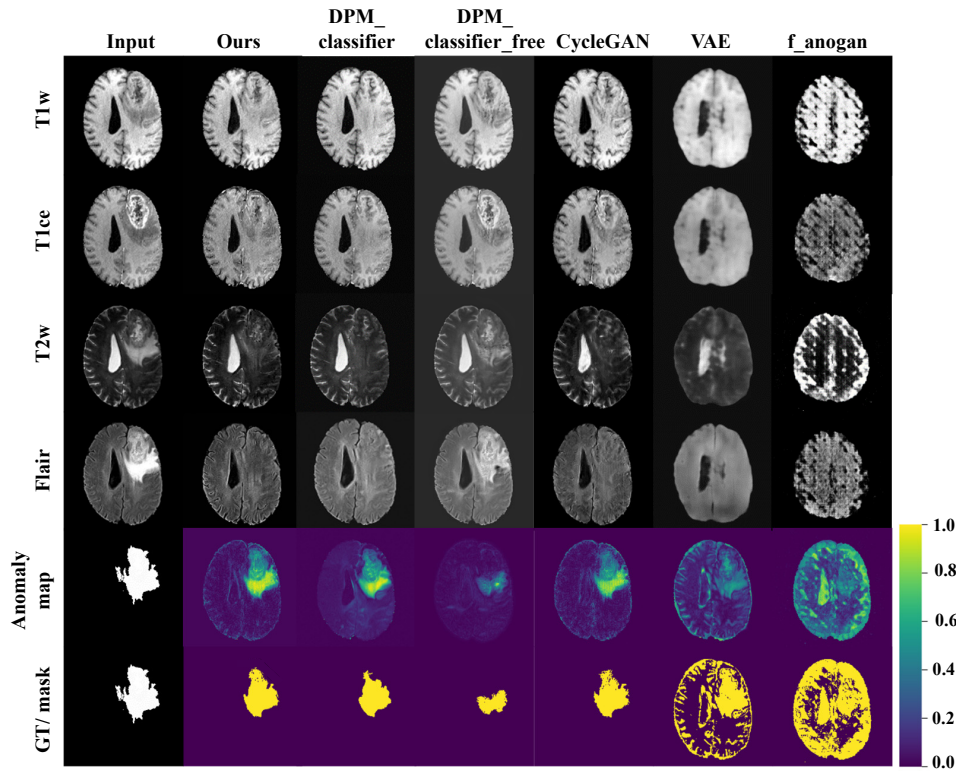 Input Ours DPM_ classifier DPM_ classifier_free CycleGAN VAE f_anogan
T1w
T1ce
T2w
Flair
Anomaly
map
GT/ mask
1.0
0.8
0.6
0.4
0.2
0.0